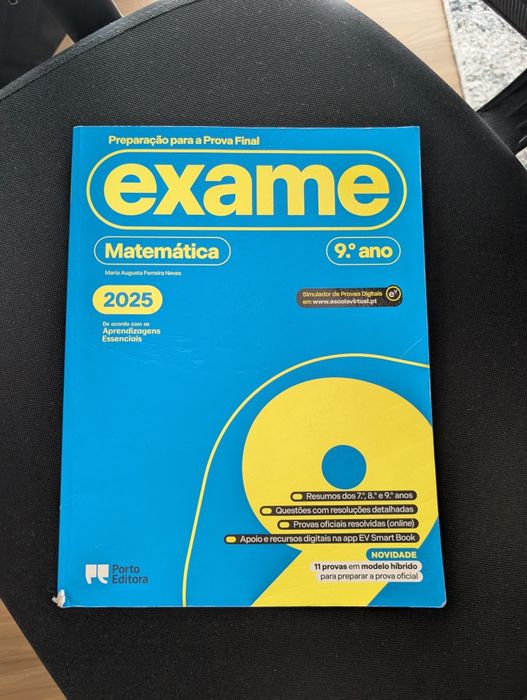 Preparação para a Prova Final
exame
Matemática
9.º ano
Maria Augusta Ferreira Neves
2025
Simulador de Provas Digitais
em www.escolavirtual.pt
De acordo com as
Aprendizagens
Essenciais
9
Resumos dos 7.º, 8.º e 9.º anos
Questões com resoluções detalhadas
Provas oficiais resolvidas (online)
Apoio e recursos digitais na app EV Smart Book
NOVIDADE
11 provas em modelo híbrido
para preparar a prova oficial
Porto
Editora